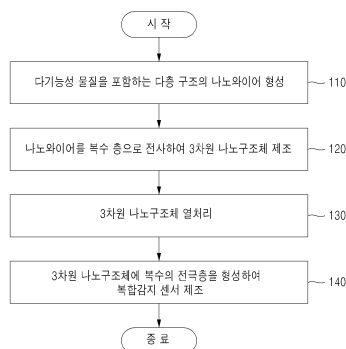 시 작
다기능성 물질을 포함하는 다층 구조의 나노와이어 형성
110
나노와이어를 복수 층으로 전사하여 3차원 나노구조체 제조
120
3차원 나노구조체 열처리
130
3차원 나노구조체에 복수의 전극층을 형성하여
복합감지 센서 제조
140
종 료